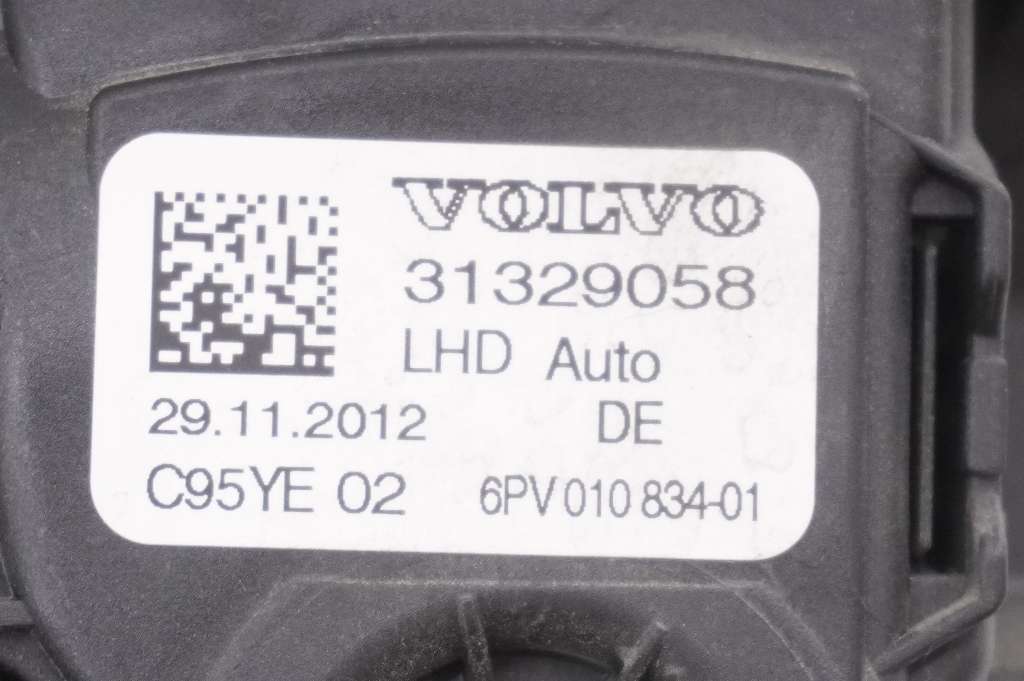 VOLVO
31329058
LHD Auto
29.11.2012 DE
C95YE 02 6PV 010 834-01